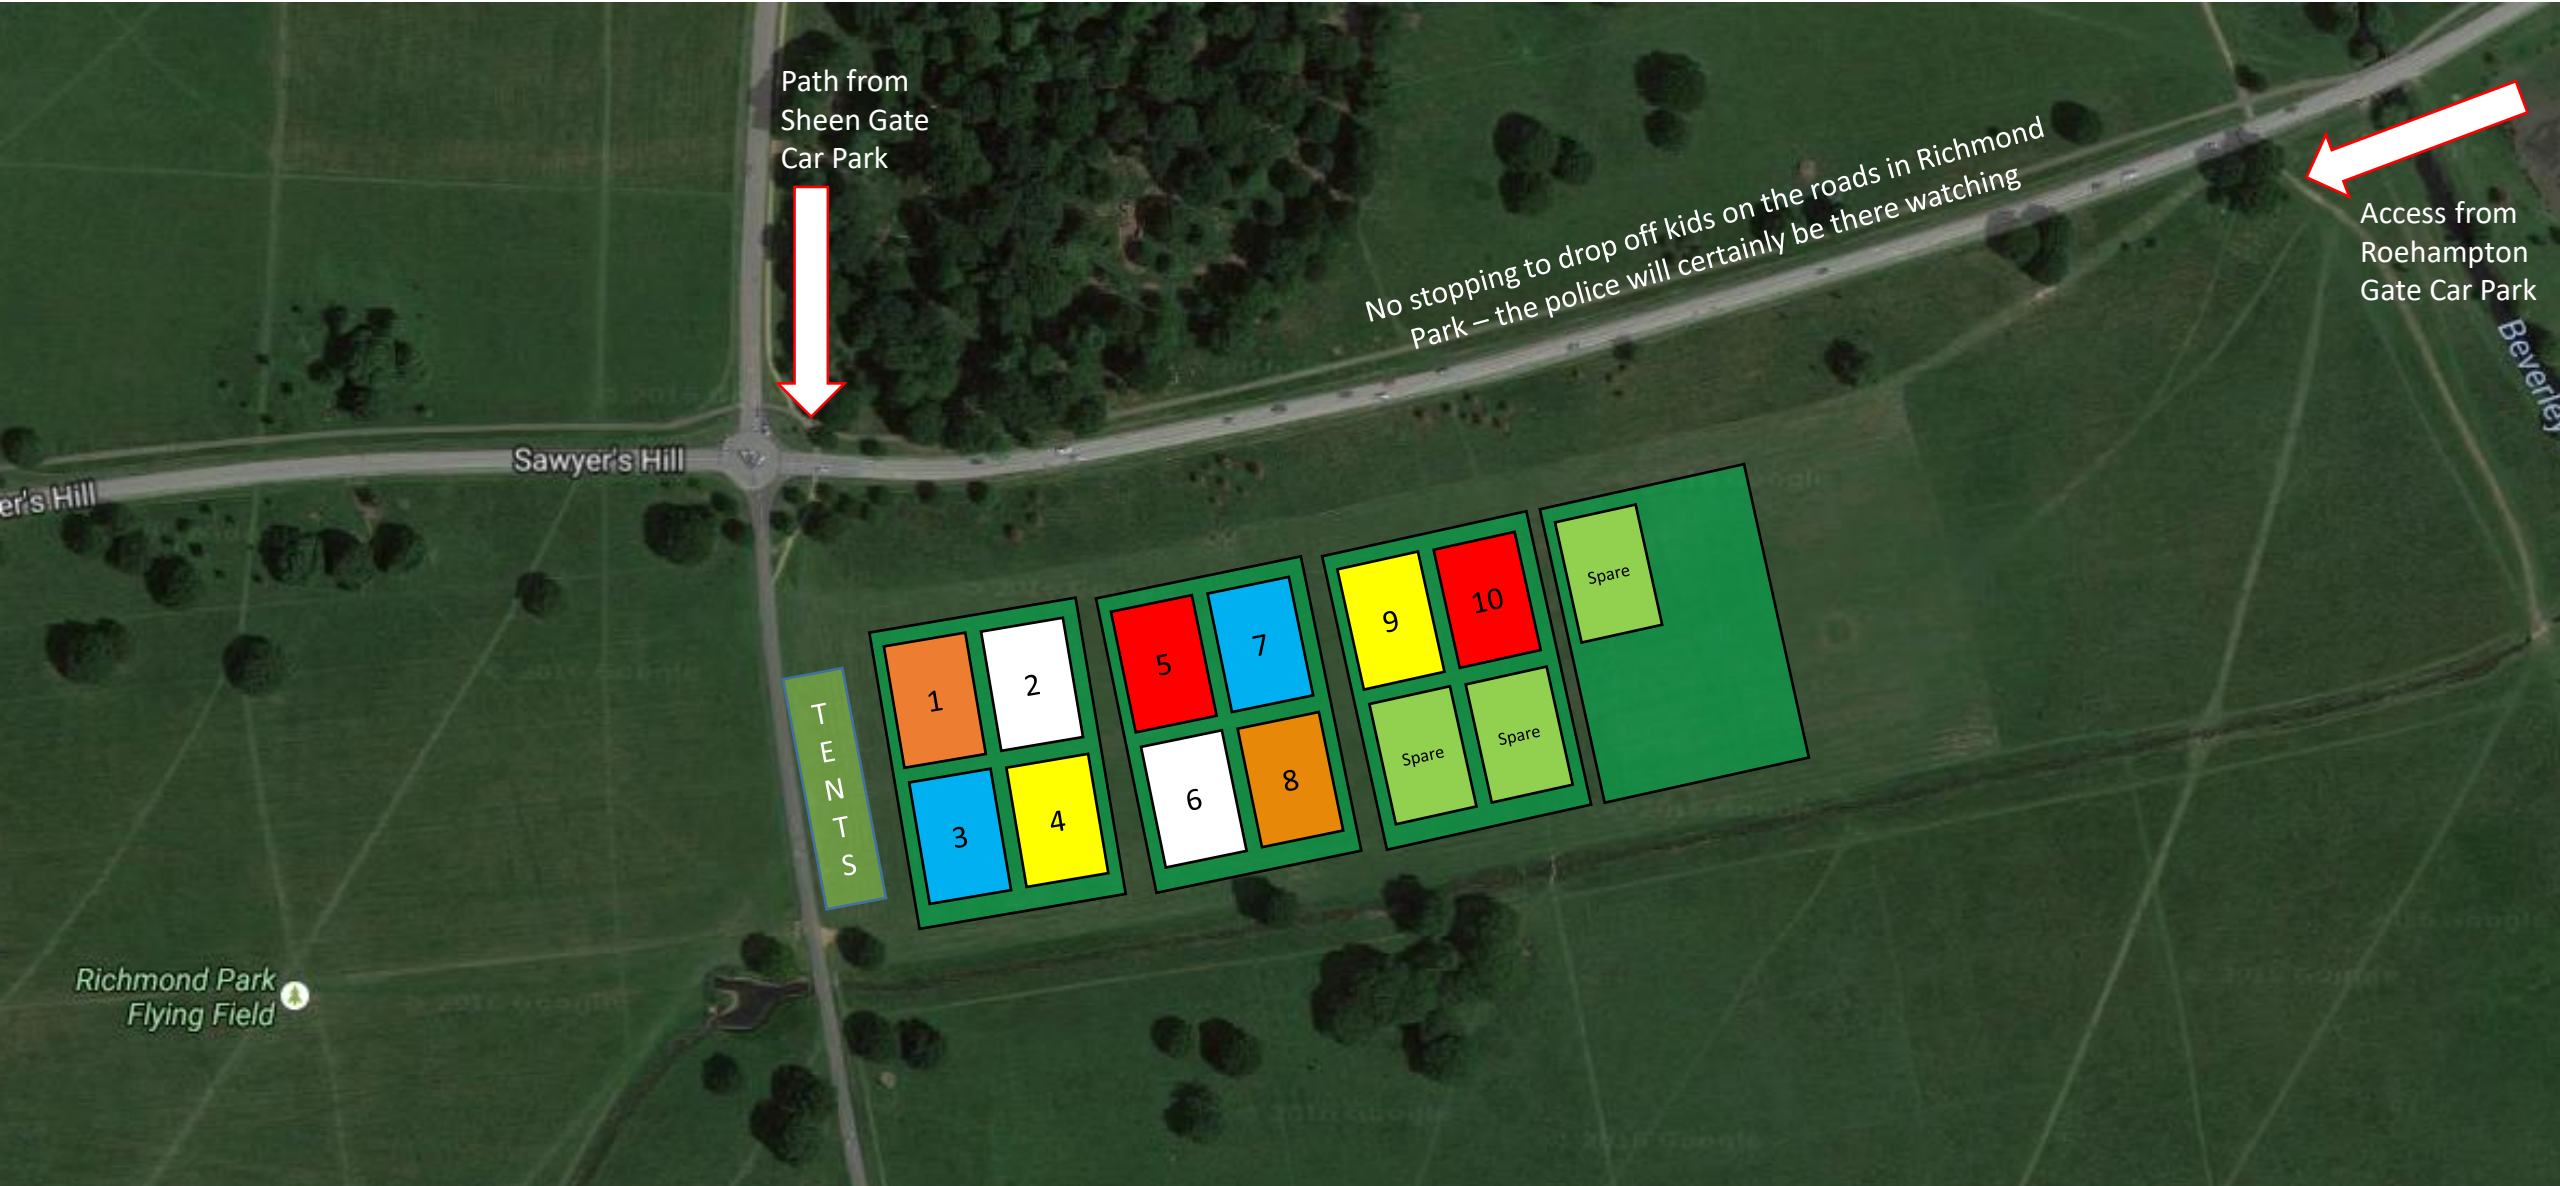 Path from
Sheen Gate
Car Park
No stopping to drop off kids on the roads in Richmond
Park – the police will certainly be there watching
Access from
Roehampton
Gate Car Park
Beverley
Sawyer's Hill
er's Hill
Spare
9
10
5
7
1
2
T
E
N
T
S
Spare
Spare
6
8
3
4
Richmond Park
Flying Field